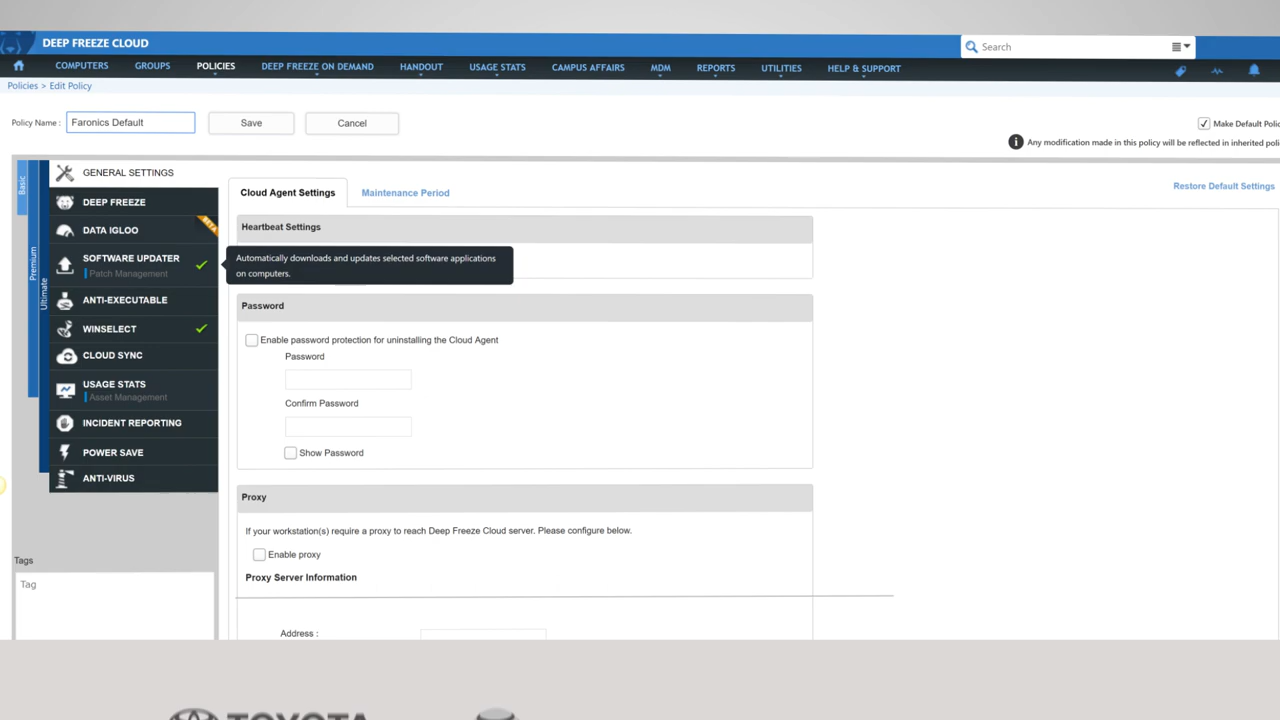 DEEP FREEZE CLOUD
Search
COMPUTERS GROUPS POLICIES DEEP FREEZE ON DEMAND HANDOUT USAGE STATS CAMPUS AFFAIRS MDM REPORTS UTILITIES HELP & SUPPORT
Policies > Edit Policy
Policy Name : Faronics Default Save Cancel
Make Default Polic
Any modification made in this policy will be reflected in inherited poli
Basic
Premium
Ultimate
GENERAL SETTINGS
DEEP FREEZE
DATA IGLOO
BETA
SOFTWARE UPDATER
Patch Management
ANTI-EXECUTABLE
WINSELECT
CLOUD SYNC
USAGE STATS
Asset Management
INCIDENT REPORTING
POWER SAVE
ANTI-VIRUS
Tags
Tag
Cloud Agent Settings Maintenance Period
Restore Default Settings
Heartbeat Settings
Automatically downloads and updates selected software applications
on computers.
Password
Enable password protection for uninstalling the Cloud Agent
Password
Confirm Password
Show Password
Proxy
If your workstation(s) require a proxy to reach Deep Freeze Cloud server. Please configure below.
Enable proxy
Proxy Server Information
Address :
TOYOTA